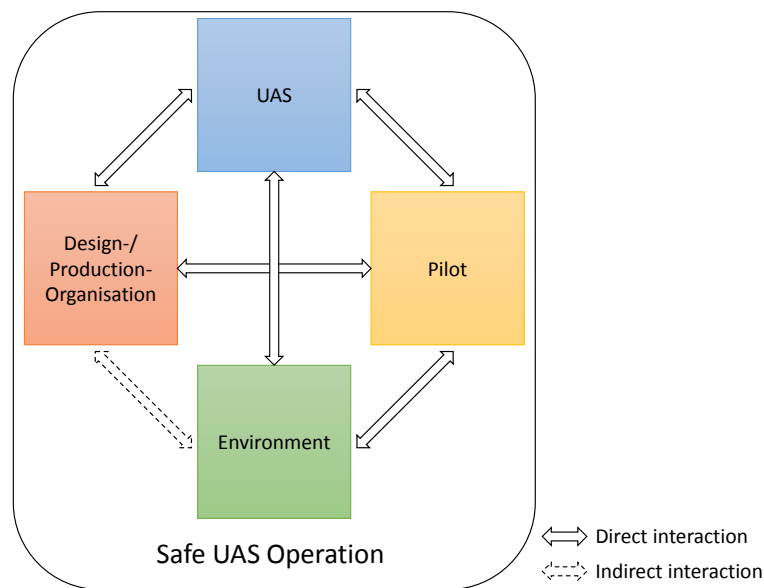 UAS
Design-/
Production-
Organisation
Pilot
Environment
Safe UAS Operation
Direct interaction
Indirect interaction